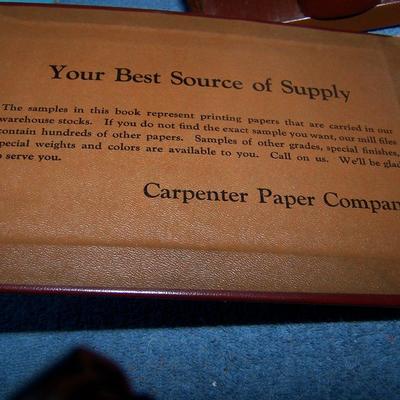 Your Best Source of Supply
The samples in this book represent printing papers that are carried in our
warehouse stocks. If you do not find the exact sample you want, our mill files
contain hundreds of other papers. Samples of other grades, special finishes,
special weights and colors are available to you. Call on us. We'll be glad
to serve you.
Carpenter Paper Compan